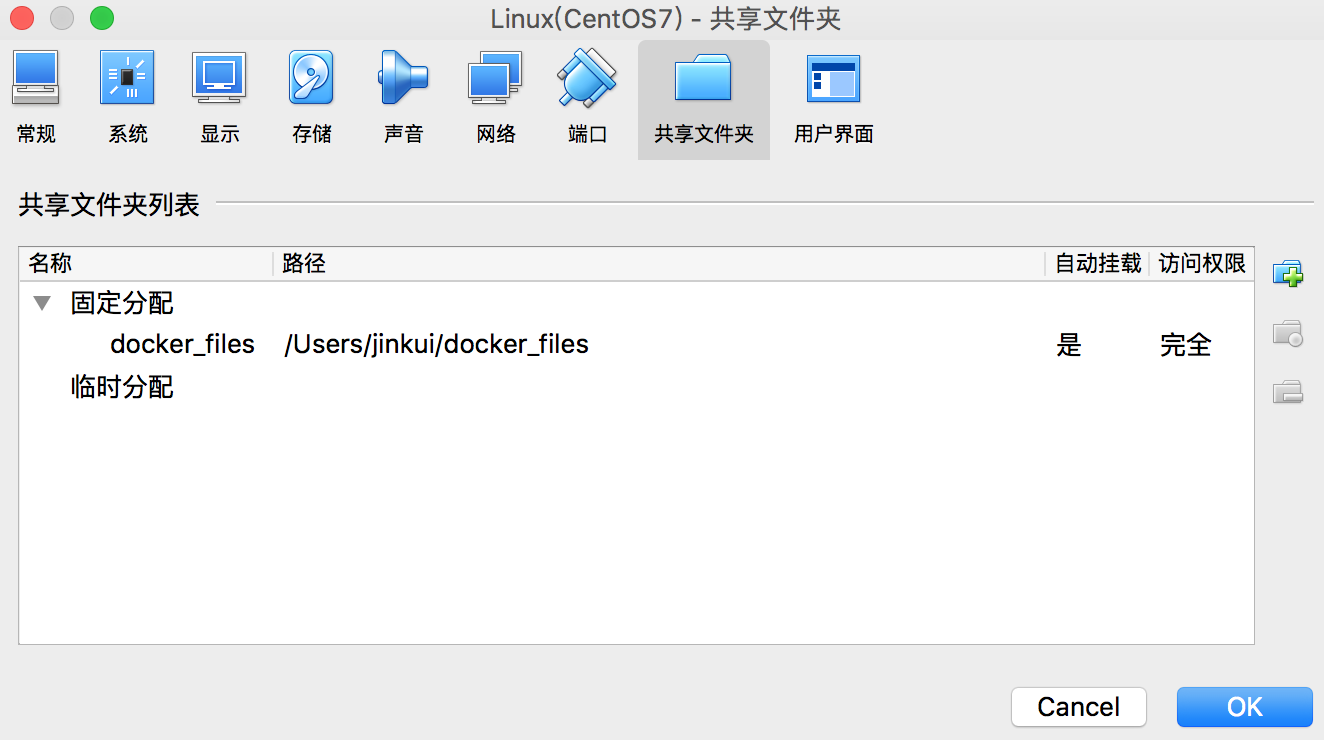 Linux(CentOS7) - 共享文件夹
常规 系统 显示 存储 声音 网络 端口 共享文件夹 用户界面
共享文件夹列表
名称 路径 自动挂载 访问权限
固定分配
docker_files /Users/jinkui/docker_files 是 完全
临时分配
Cancel OK